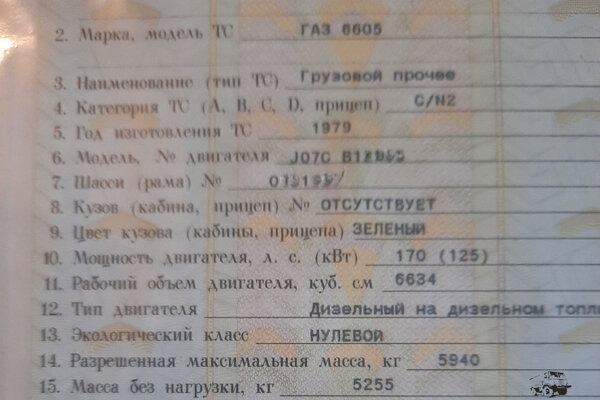 2. Марка, модель ТС ГАЗ 6605
3. Наименование (тип ТС) Грузовой прочее
4. Категория ТС (А, В, С, D, прицеп) C/N2
5. Год изготовления ТС 1979
6. Модель, № двигателя J07C
7. Шасси (рама) №
8. Кузов (кабина, прицеп) № ОТСУТСТВУЕТ
9. Цвет кузова (кабины, прицепа) ЗЕЛЕНЫЙ
10. Мощность двигателя, л. с. (кВт) 170 (125)
11. Рабочий объем двигателя, куб. см 6634
12. Тип двигателя Дизельный на дизельном топли
13. Экологический класс НУЛЕВОЙ
14. Разрешенная максимальная масса, кг 5940
15. Масса без нагрузки, кг 5255